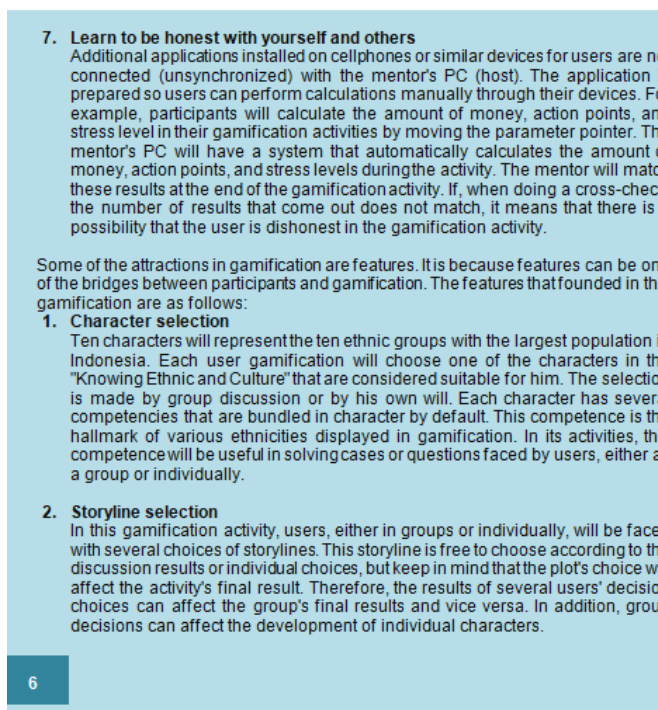 7. Learn to be honest with yourself and others
Additional applications installed on cellphones or similar devices for users are no
connected (unsynchronized) with the mentor's PC (host). The application
prepared so users can perform calculations manually through their devices. Fo
example, participants will calculate the amount of money, action points, an
stress level in their gamification activities by moving the parameter pointer. Th
mentor's PC will have a system that automatically calculates the amount o
money, action points, and stress levels during the activity. The mentor will matc
these results at the end of the gamification activity. If, when doing a cross-chec
the number of results that come out does not match, it means that there is
possibility that the user is dishonest in the gamification activity.
Some of the attractions in gamification are features. It is because features can be on
of the bridges between participants and gamification. The features that founded in th
gamification are as follows:
1. Character selection
Ten characters will represent the ten ethnic groups with the largest population i
Indonesia. Each user gamification will choose one of the characters in th
"Knowing Ethnic and Culture" that are considered suitable for him. The selectio
is made by group discussion or by his own will. Each character has severa
competencies that are bundled in character by default. This competence is th
hallmark of various ethnicities displayed in gamification. In its activities, th
competence will be useful in solving cases or questions faced by users, either a
a group or individually.
2. Storyline selection
In this gamification activity, users, either in groups or individually, will be face
with several choices of storylines. This storyline is free to choose according to th
discussion results or individual choices, but keep in mind that the plot's choice w
affect the activity's final result. Therefore, the results of several users' decisio
choices can affect the group's final results and vice versa. In addition, grou
decisions can affect the development of individual characters.
6